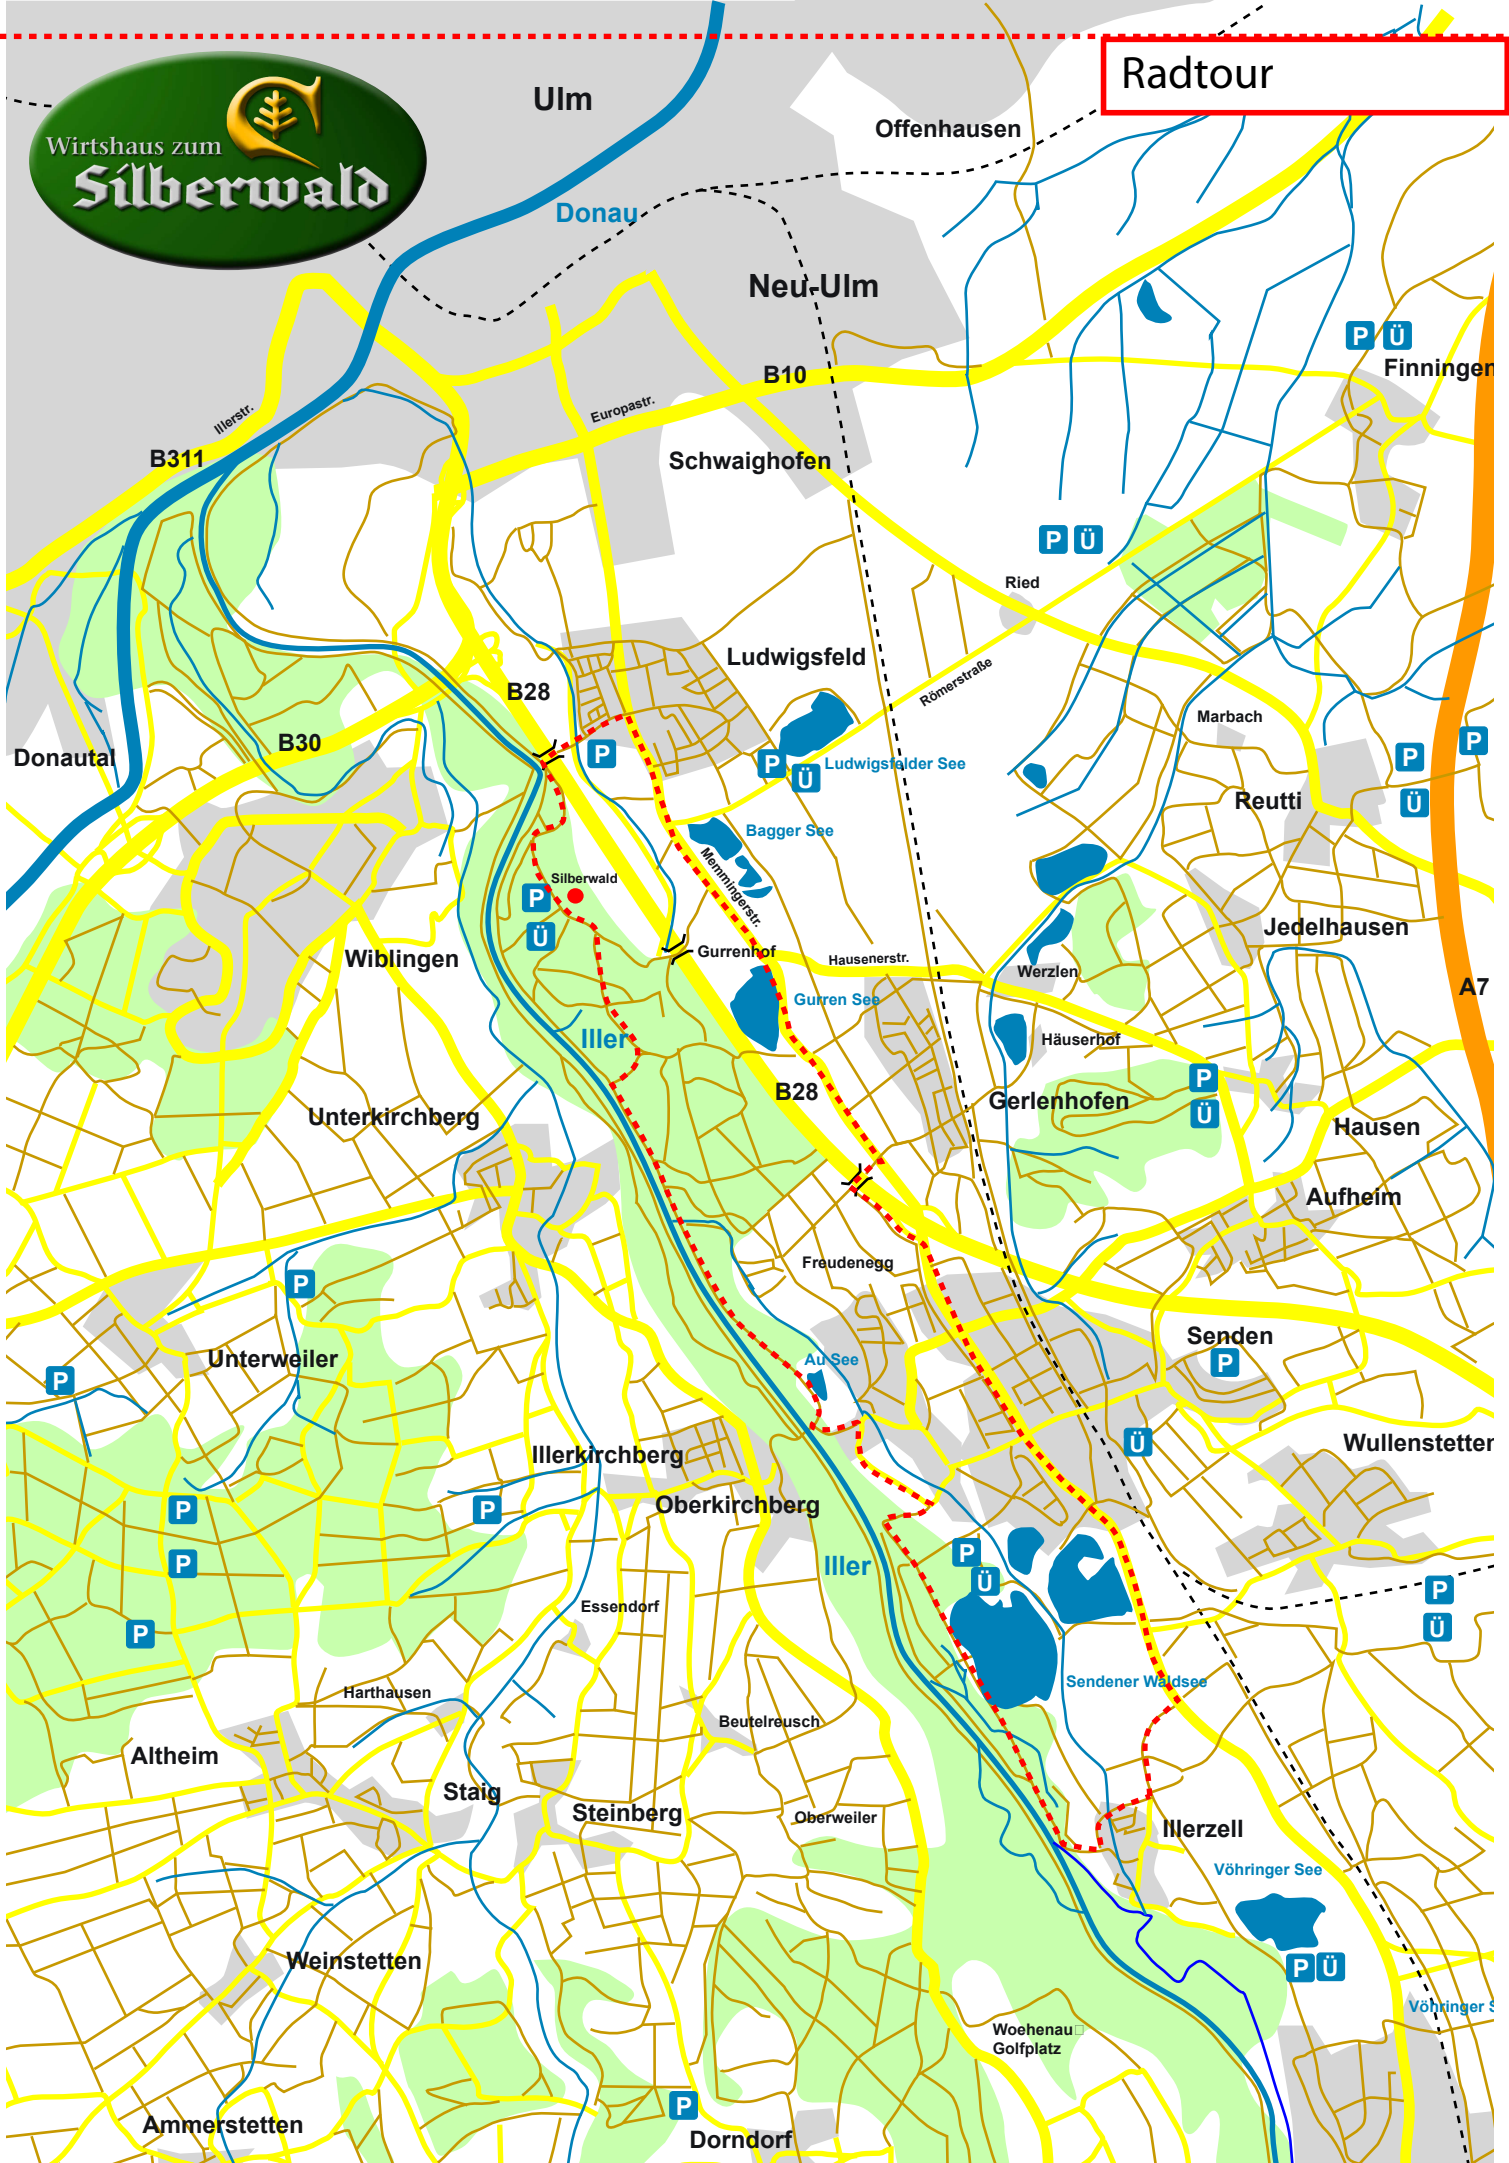 Radtour
Wirtshaus zum
Silberwald
Ulm
Offenhausen
Donau
Neu-Ulm
P Ü
Finningen
B10
Illerstr.
Europastr.
B311
Schwaighofen
P Ü
Ried
Ludwigsfeld
Römerstraße
B28
Marbach
B30
Donautal
P
P
Ü
Ludwigsfelder See
P
P
Ü
Reutti
Bagger See
Memmingerstr.
Silberwald
P
Ü
Jedelhausen
Wiblingen
Gurrenhof
Hausenerstr.
Werzlen
A7
Gurren See
Iller
Häuserhof
B28
P
Ü
Gerlenhofen
Unterkirchberg
Hausen
Aufheim
Freudenegg
P
Senden
P
Unterweiler
Au See
P
Ü
Wullenstetten
Illerkirchberg
Oberkirchberg
P
P
P
Iller
P
Ü
P
Ü
Essendorf
P
Sendener Waldsee
Harthausen
Beutelreusch
Altheim
Staig
Steinberg
Oberweiler
Illerzell
Vöhringer See
Weinstetten
P Ü
Vöhringer S
Woehenau
Golfplatz
P
Ammerstetten
Dorndorf